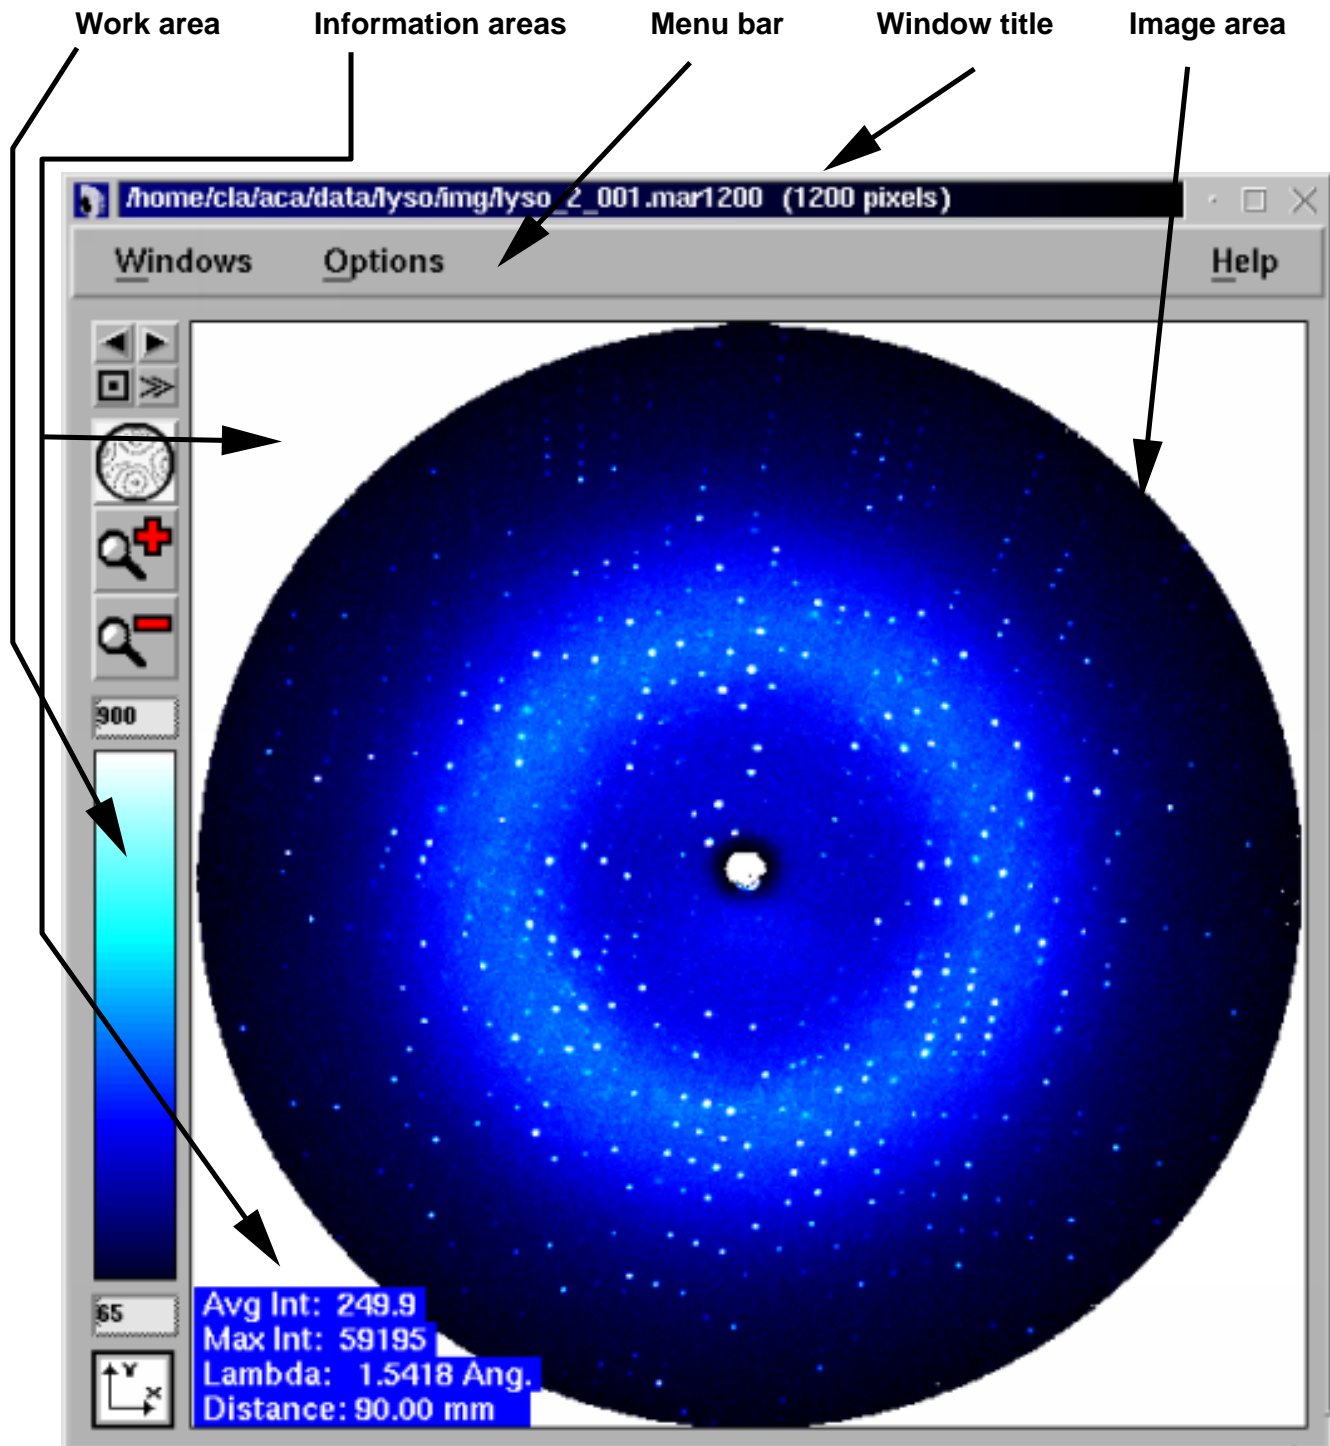 Work area Information areas Menu bar Window title Image area
/home/cla/aca/data/lyso/img/lyso_2_001.mar1200 (1200 pixels)
Windows Options Help
900
65
Y
X
Avg Int: 249.9
Max Int: 59195
Lambda: 1.5418 Ang.
Distance: 90.00 mm